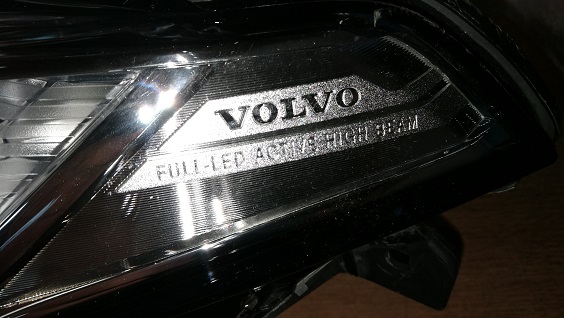 VOLVO
FULL-LED ACTIVE HIGH BEAM